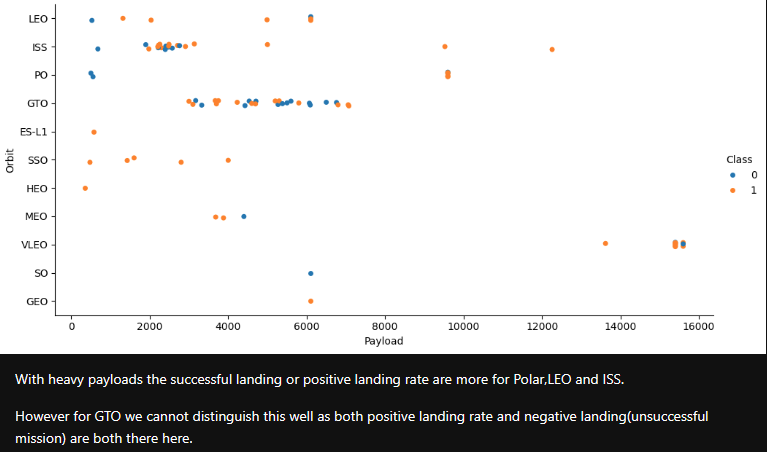 LEO
ISS
PO
GTO
ES-L1
SSO
HEO
MEO
VLEO
SO
GEO
Orbit
0 2000 4000 6000 8000 10000 12000 14000 16000
Payload
Class
0
1
With heavy payloads the successful landing or positive landing rate are more for Polar,LEO and ISS.
However for GTO we cannot distinguish this well as both positive landing rate and negative landing(unsuccessful
mission) are both there here.